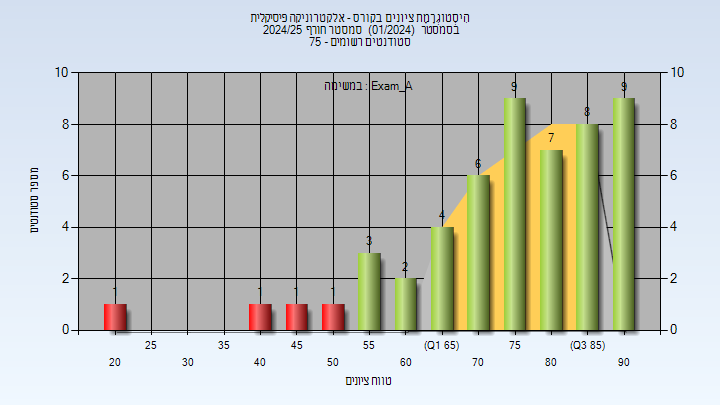 היסטוגרמת ציונים בקורס - אלקטרוניקה פיסיקלית
בסמסטר (01/2024) סמסטר חורף 2024/25
סטודנטים רשומים - 75
במשימה : Exam_A
מספר סטודנטים
10 10
8 8
6 6
4 4
2 2
0 0
1 1 1 1 3 2 4 6 9 7 8 9
25 35 45 55 (Q1 65) 75 (Q3 85)
20 30 40 50 60 70 80 90
טווח ציונים